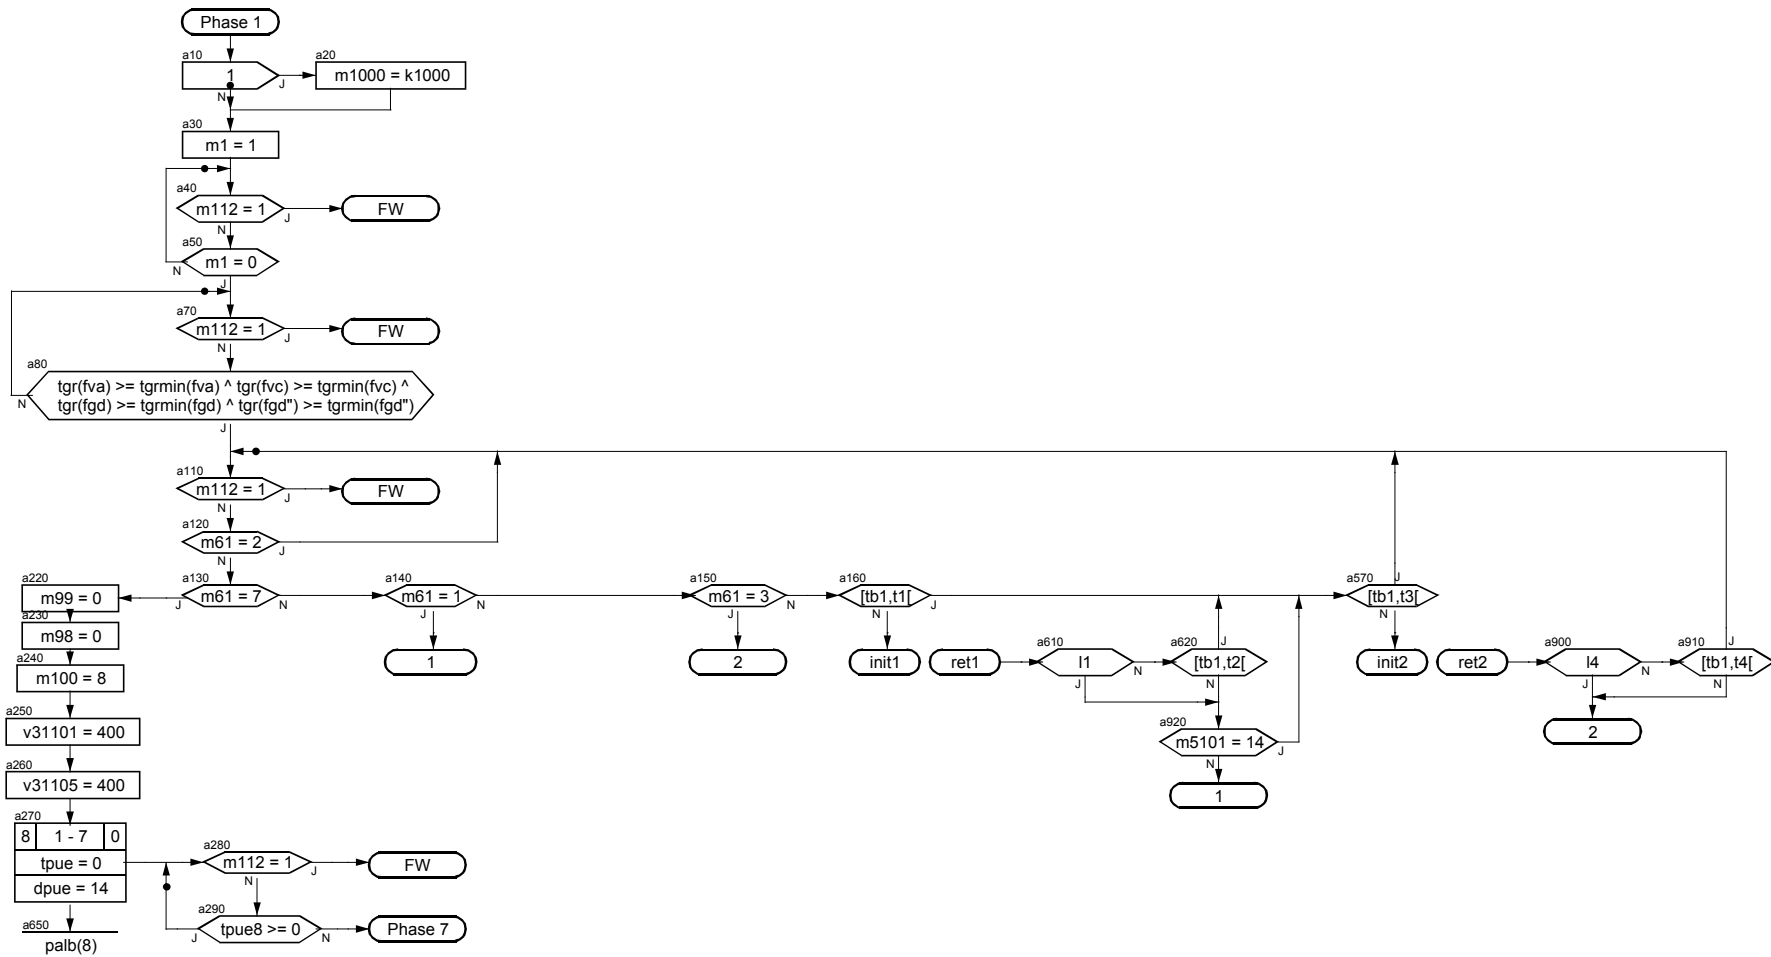 Phase 1
a10
1
J
N
a20
m1000 = k1000
a30
m1 = 1
a40
m112 = 1
J
N
FW
a50
m1 = 0
N
J
a70
m112 = 1
J
N
FW
a80
tgr(fva) >= tgrmin(fva) ^ tgr(fvc) >= tgrmin(fvc) ^
tgr(fgd) >= tgrmin(fgd) ^ tgr(fgd") >= tgrmin(fgd")
N
J
a110
m112 = 1
J
N
FW
a120
m61 = 2
J
N
a130
m61 = 7
J
N
a140
m61 = 1
N
J
1
a150
m61 = 3
N
J
2
a160
[tb1,t1[
J
N
init1
a570
J
[tb1,t3[
N
init2
ret1
a610
l1
N
J
a620
J
[tb1,t2[
N
a920
m5101 = 14
J
N
1
ret2
a900
l4
N
J
a910
J
[tb1,t4[
N
2
a220
m99 = 0
a230
m98 = 0
a240
m100 = 8
a250
v31101 = 400
a260
v31105 = 400
a270
8 1 - 7 0
tpue = 0
dpue = 14
a280
m112 = 1
J
N
FW
a290
tpue8 >= 0
J
N
Phase 7
a650
palb(8)